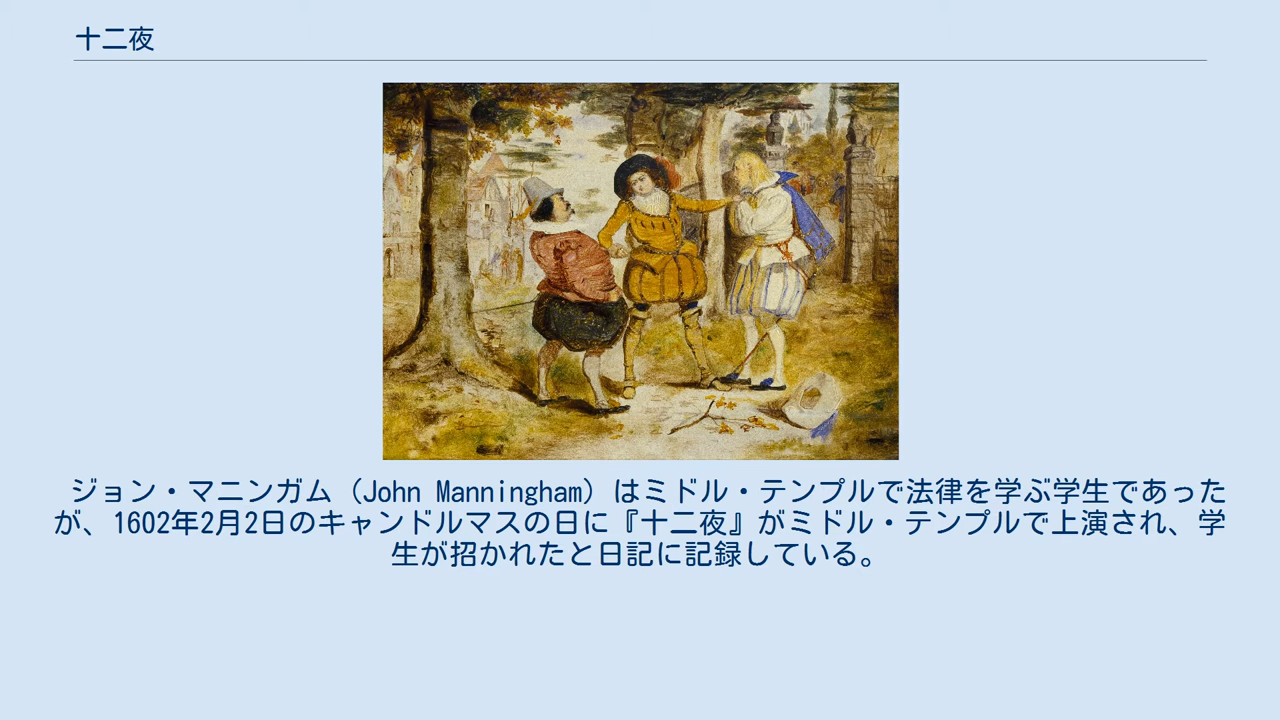 十二夜
ジョン・マニンガム（John Manningham）はミドル・テンプルで法律を学ぶ学生であった
が、1602年2月2日のキャンドルマスの日に『十二夜』がミドル・テンプルで上演され、学
生が招かれたと日記に記録している。